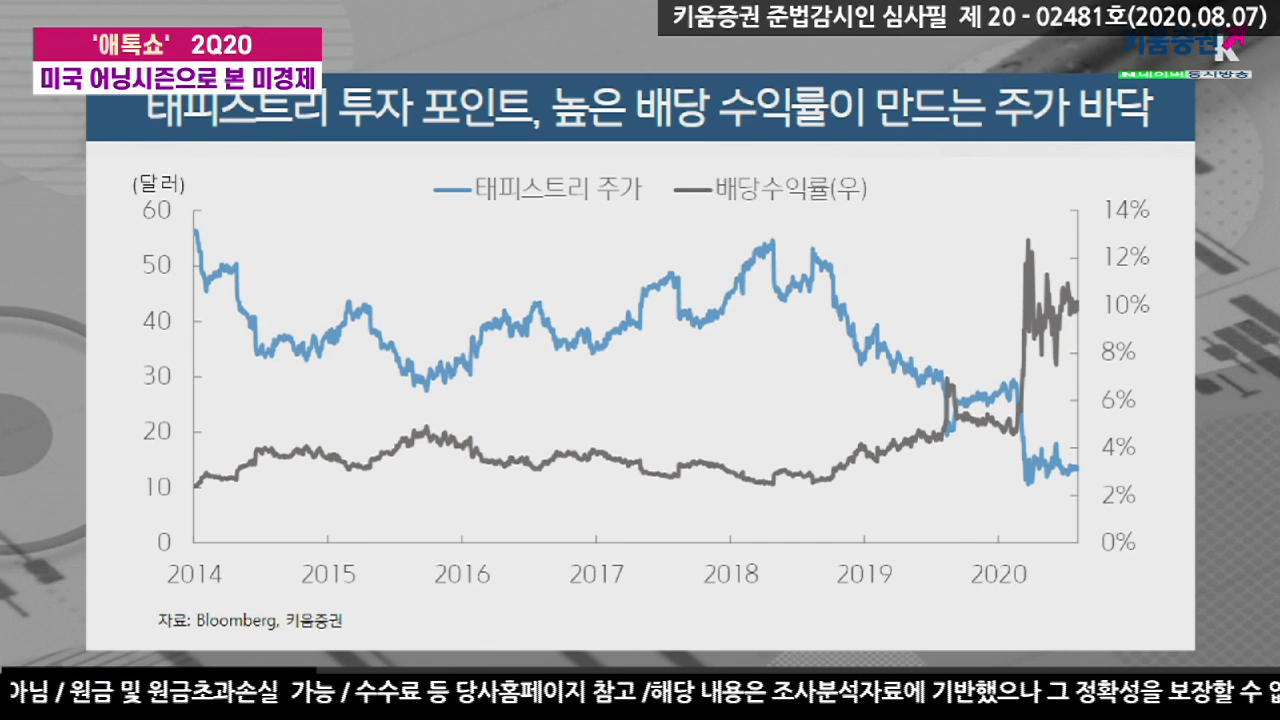 키움증권 준법감시인 심사필 제 20 - 02481호(2020.08.07)
'애톡쇼' 2Q20
키움증권
미국 어닝시즌으로 본 미경제
태피스트리 투자 포인트, 높은 배당 수익률이 만드는 주가 바닥
(달러)
태피스트리 주가 배당수익률(우)
60 14%
50 12%
40 10%
30 8%
20 6%
10 4%
0 2%
0%
2014 2015 2016 2017 2018 2019 2020
자료: Bloomberg, 키움증권
아님 / 원금 및 원금초과손실 가능 / 수수료 등 당사홈페이지 참고 /해당 내용은 조사분석자료에 기반했으나 그 정확성을 보장할 수 없